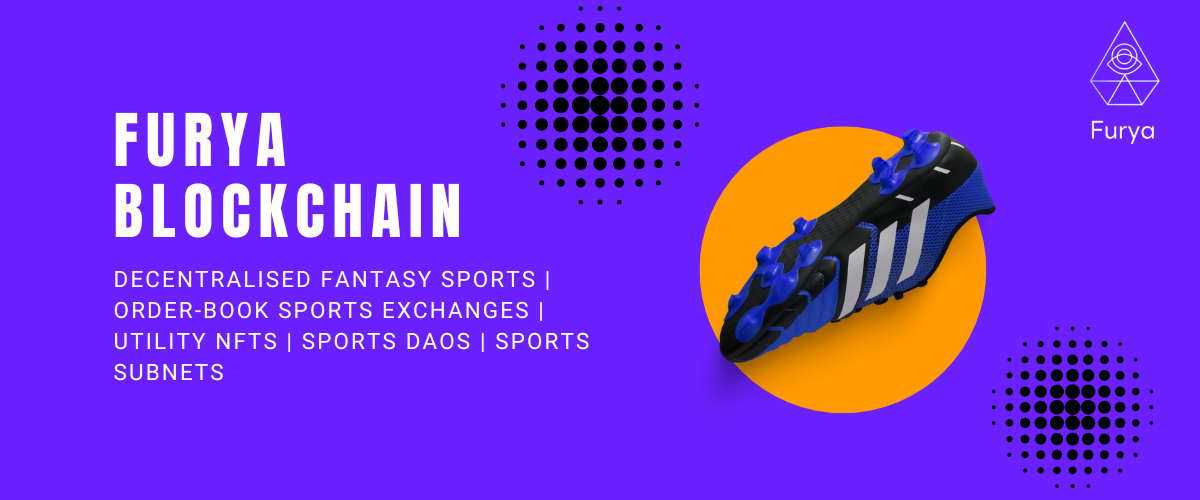 FURYA
BLOCKCHAIN
DECENTRALISED FANTASY SPORTS |
ORDER-BOOK SPORTS EXCHANGES |
UTILITY NFTS | SPORTS DAOS | SPORTS
SUBNETS
Furya